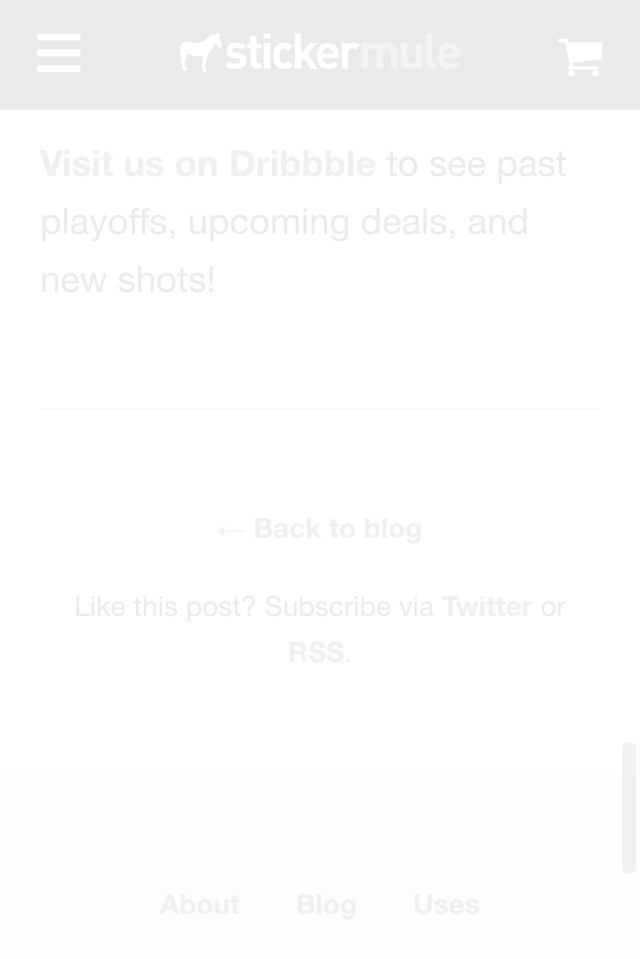 stickermule
Visit us on Dribbble to see past
playoffs, upcoming deals, and
new shots!
← Back to blog
Like this post? Subscribe via Twitter or
RSS.
About Blog Uses